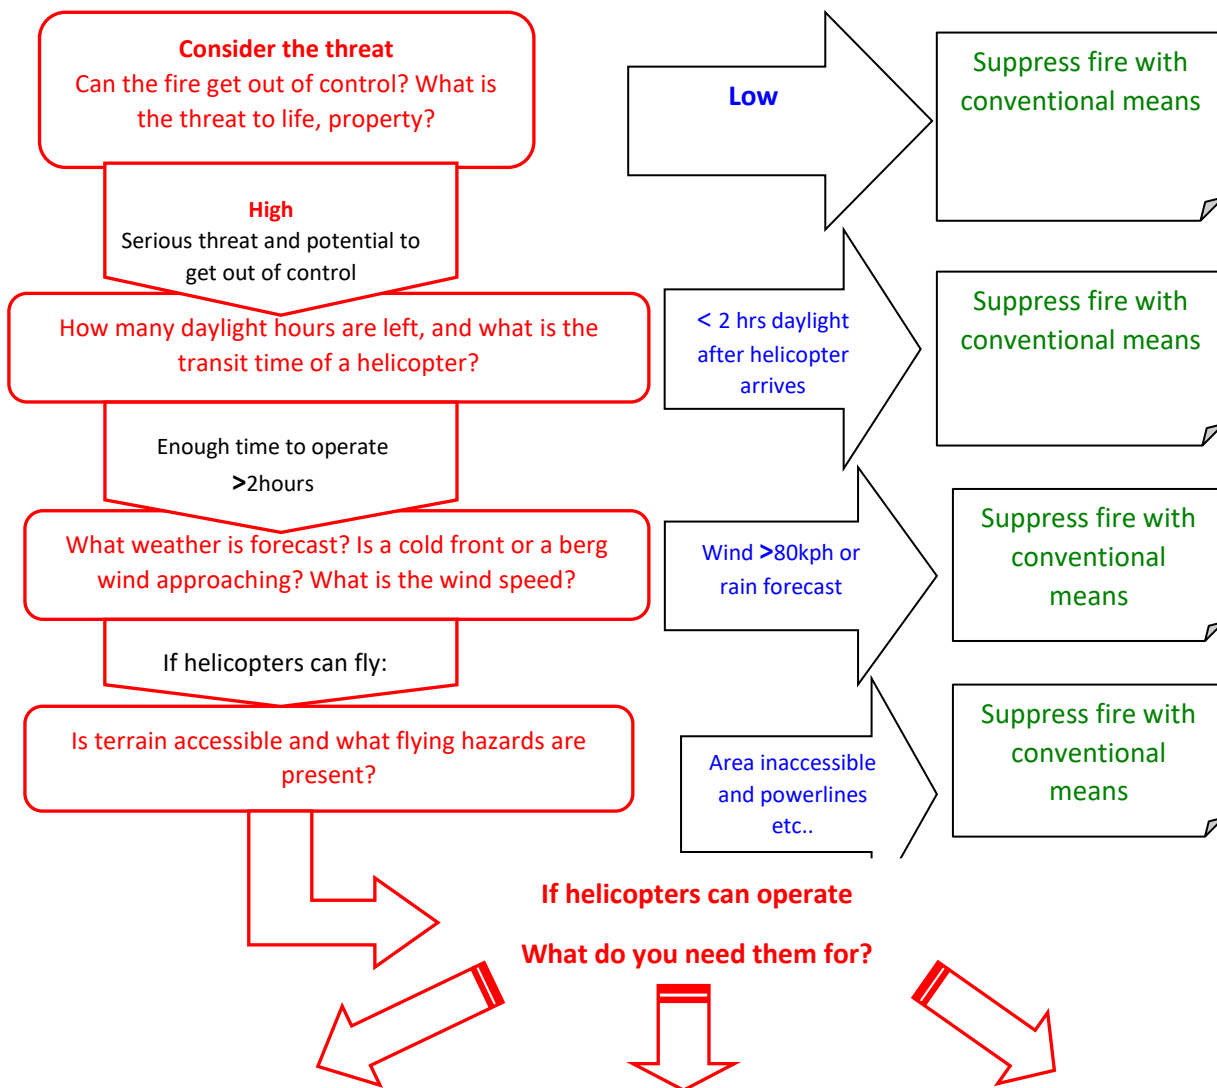 Consider the threat
Can the fire get out of control? What is
the threat to life, property?
Low
Suppress fire with
conventional means
High
Serious threat and potential to
get out of control
How many daylight hours are left, and what is the
transit time of a helicopter?
< 2 hrs daylight
after helicopter
arrives
Suppress fire with
conventional means
Enough time to operate
>2hours
What weather is forecast? Is a cold front or a berg
wind approaching? What is the wind speed?
Wind >80kph or
rain forecast
Suppress fire with
conventional
means
If helicopters can fly:
Is terrain accessible and what flying hazards are
present?
Area inaccessible
and powerlines
etc..
Suppress fire with
conventional
means
If helicopters can operate
What do you need them for?